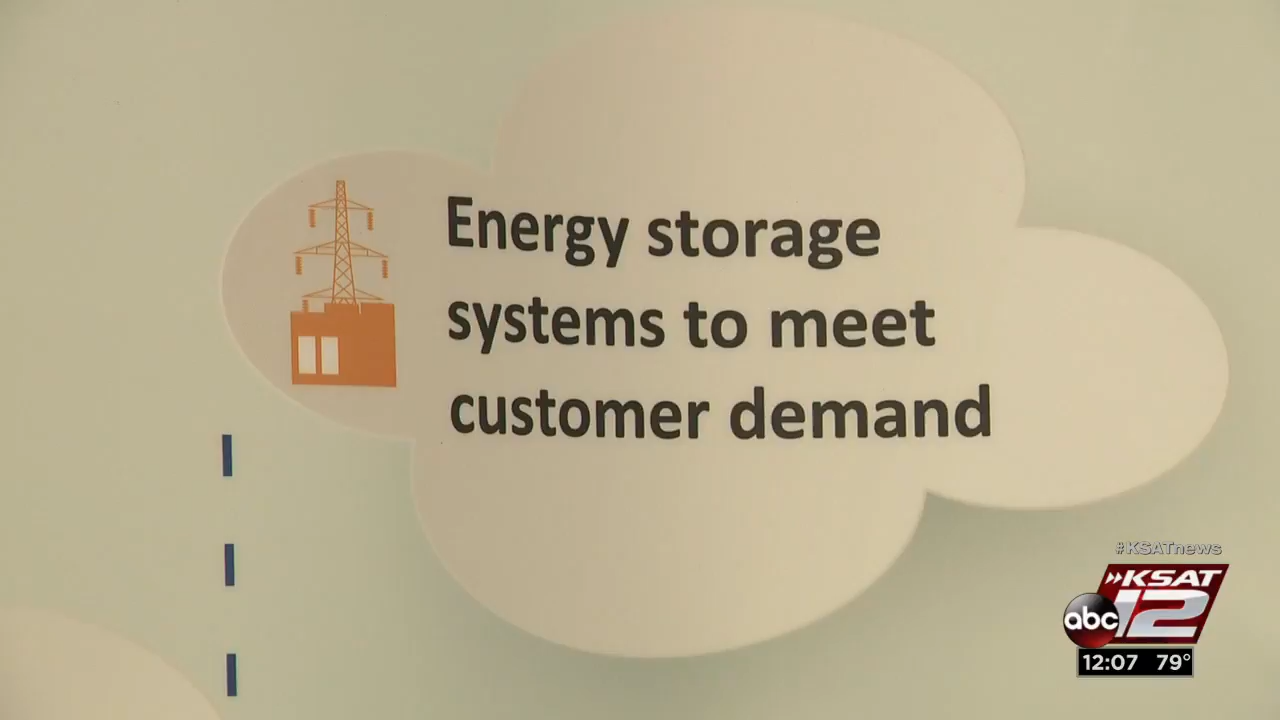 Energy storage
systems to meet
customer demand
#KSATnews
KSAT
abc 12
12:07 79°